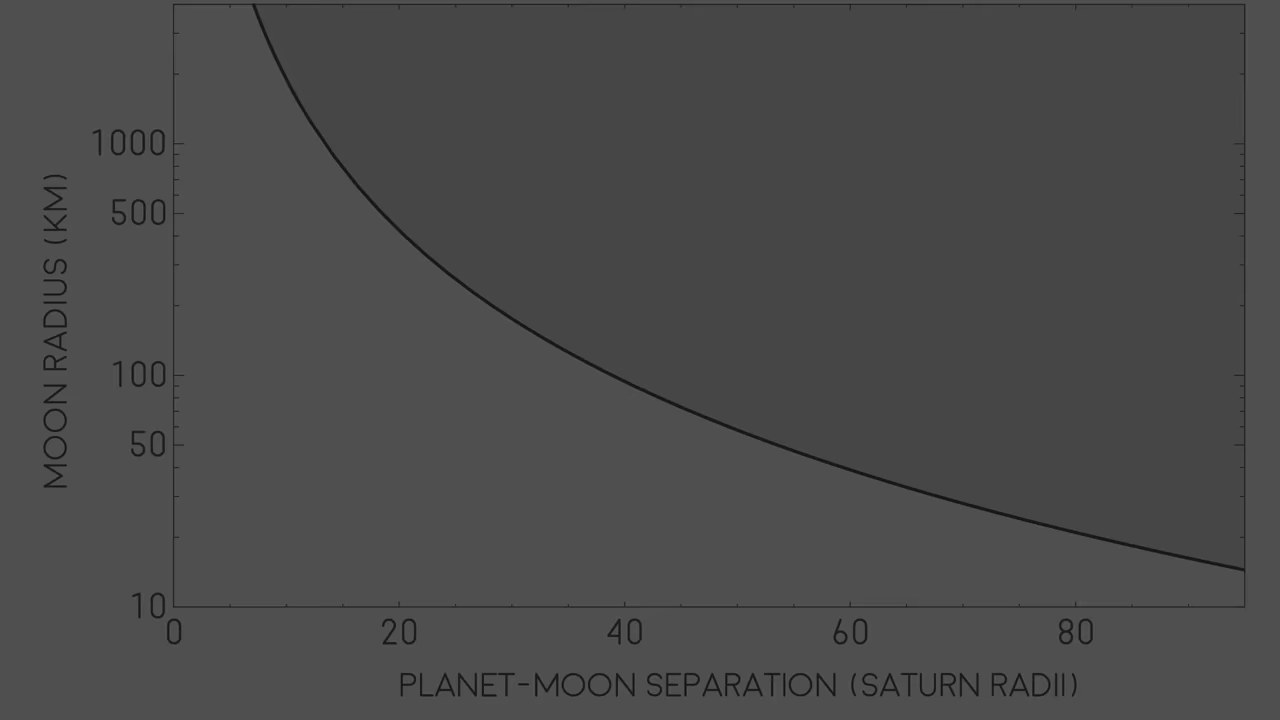 MOON RADIUS (KM)
1000
500
100
50
10
0 20 40 60 80
PLANET-MOON SEPARATION (SATURN RADII)